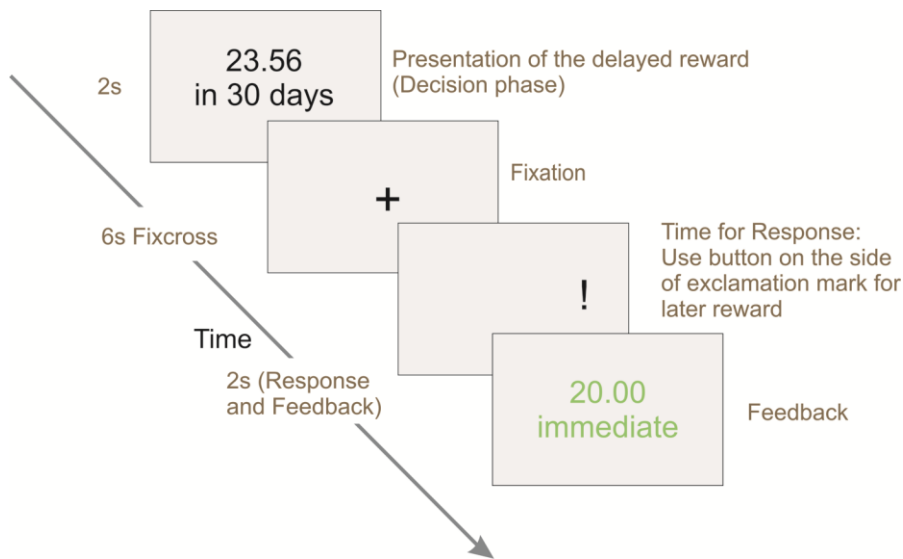 23.56
in 30 days
2s
Presentation of the delayed reward
(Decision phase)
+
Fixation
6s Fixcross
!
Time for Response:
Use button on the side
of exclamation mark for
later reward
Time
2s (Response
and Feedback)
20.00
immediate
Feedback